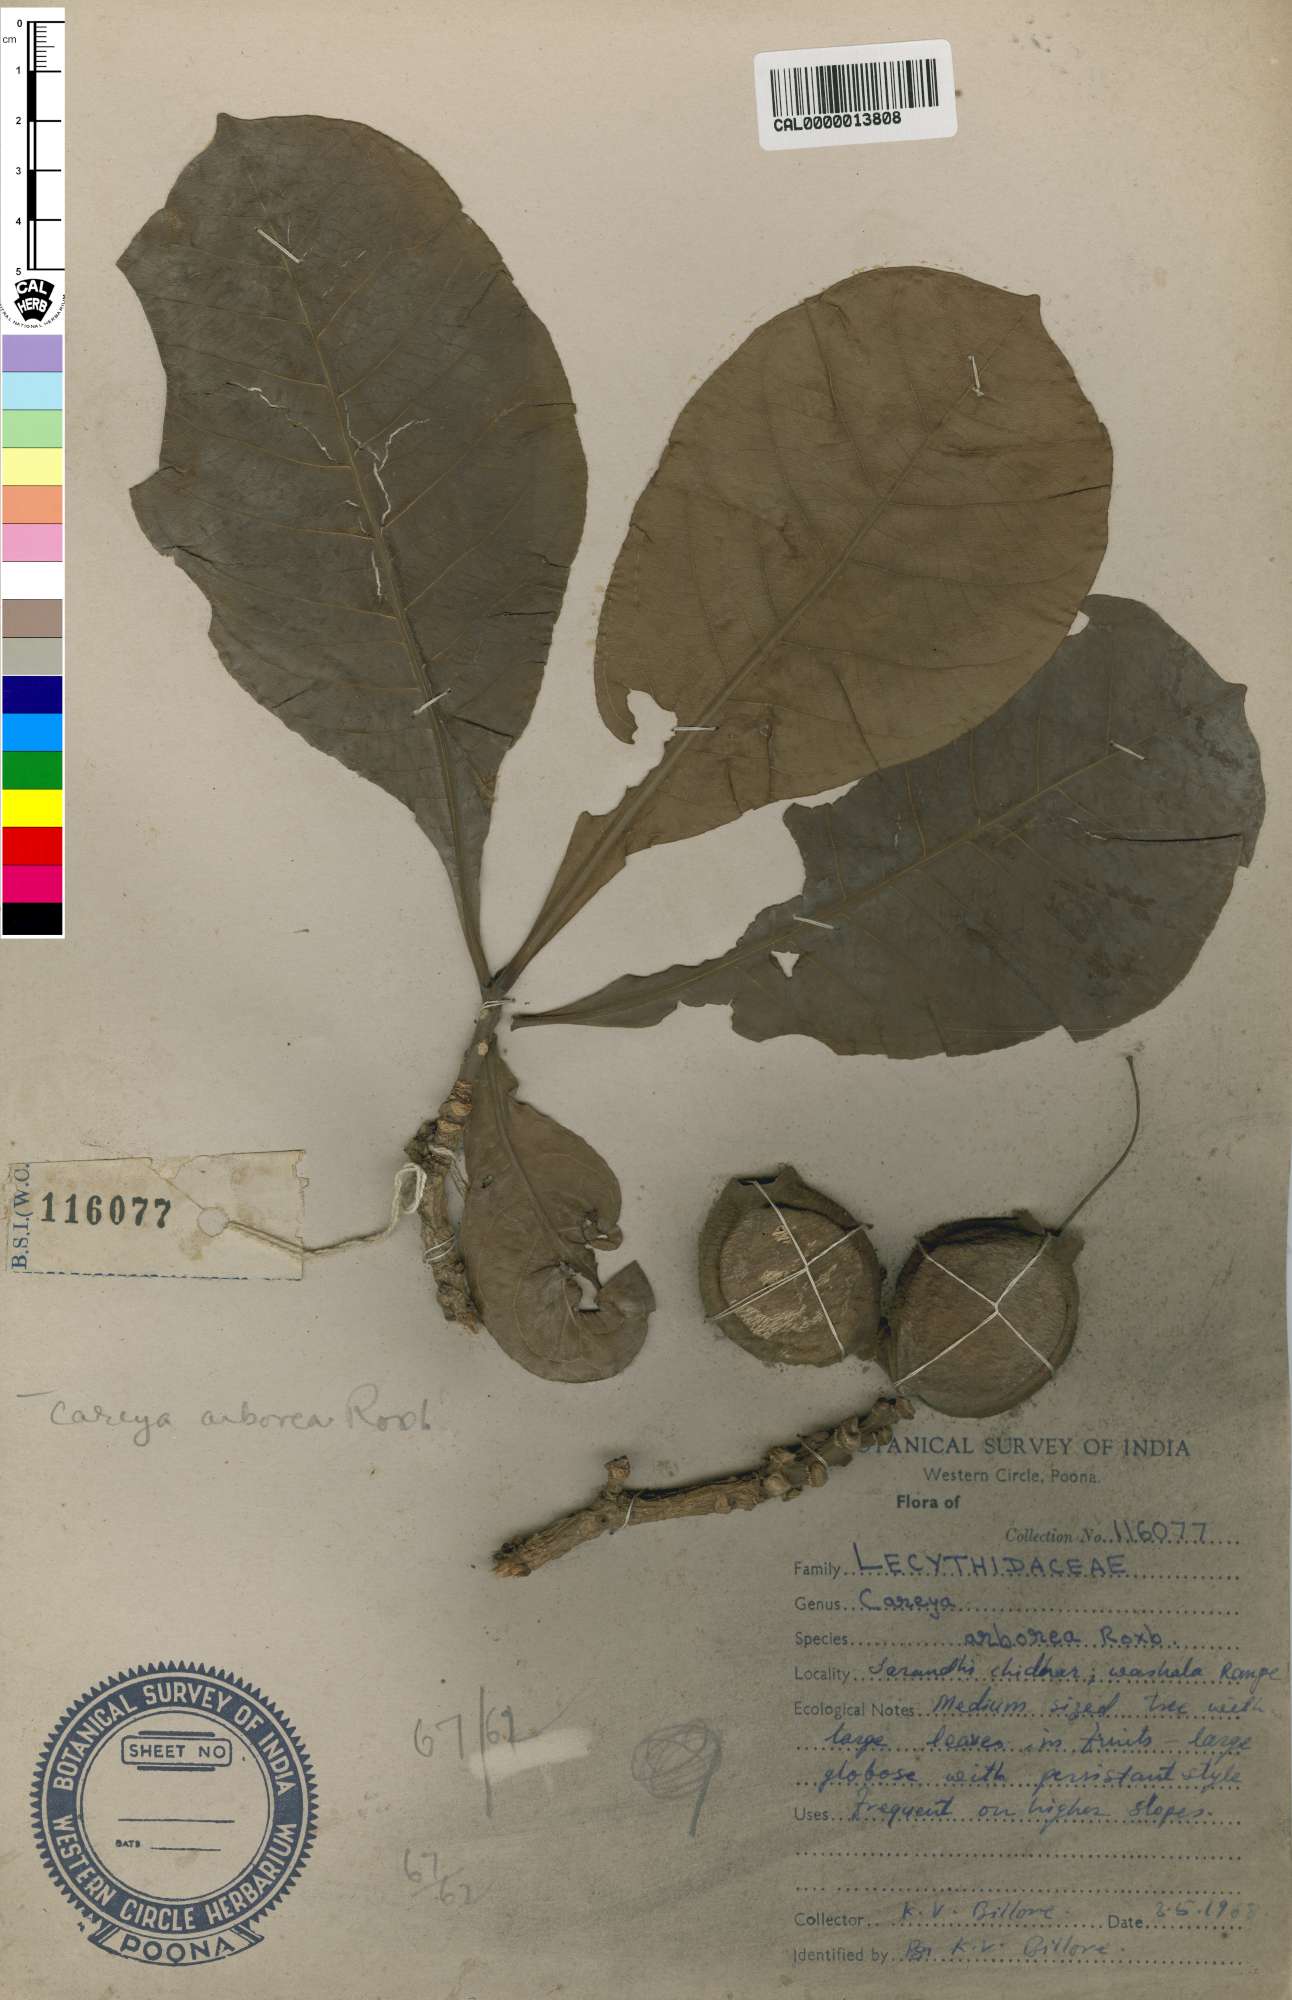 0
cm
1
2
3
4
5
CAL
HERB
CENTRAL NATIONAL HERBARIUM
CAL0000013808
B.S.I. (W.C.
116077
Careya arborea Roxb
BOTANICAL SURVEY OF INDIA
Western Circle, Poona.
Flora of
Collection No. 116077
Family LECYTHIDACEAE
Genus Careya
Species arborea Roxb.
Locality chidhar, washala Range
Ecological Notes Medium sized tree with
large leaves in fruits - large
globose with persistant style
Uses Frequent on higher slopes.
Collector K. V. Billore.
Date 5.196
Identified by K. V. Billore.
67/62
67/62
BOTANICAL SURVEY OF INDIA
SHEET NO
DATE
WESTERN CIRCLE HERBARIUM
POONA